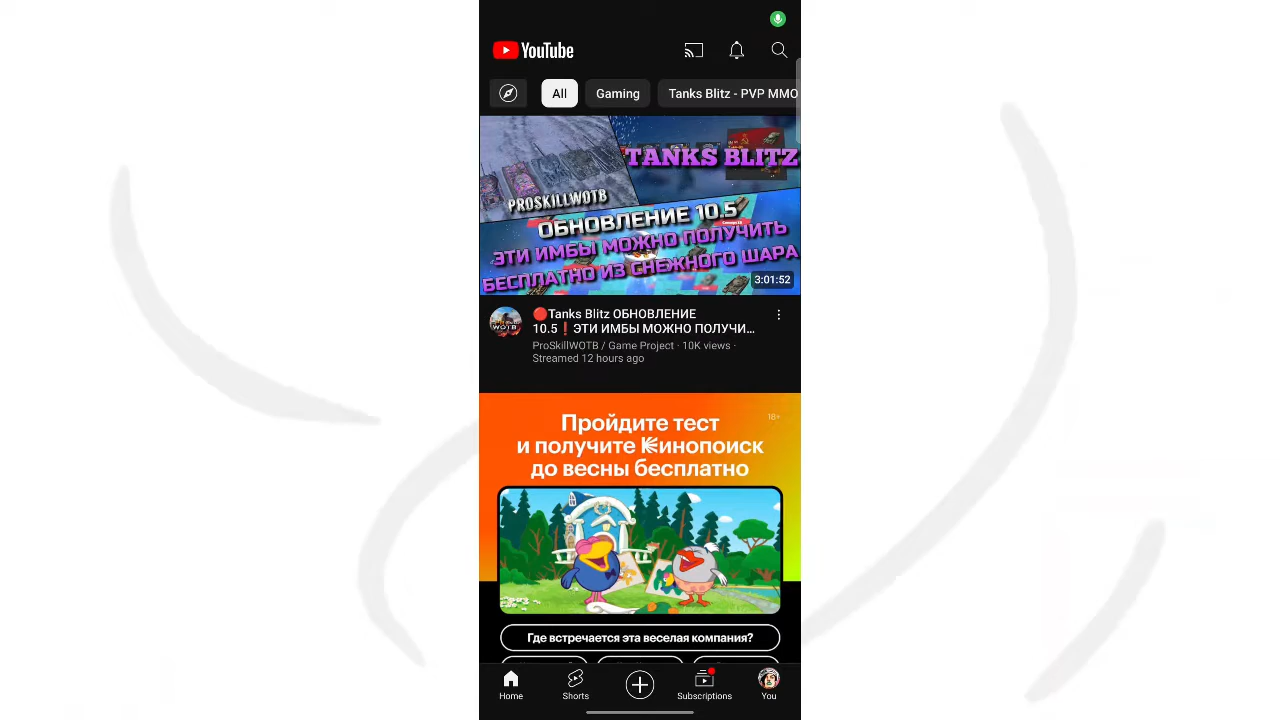 YouTube
All
Gaming
Tanks Blitz - PVP MMO
TANKS BLITZ
PROSKILLWOTB
ОБНОВЛЕНИЕ 10.5
ЭТИ ИМБЫ МОЖНО ПОЛУЧИТЬ
БЕСПЛАТНО ИЗ СНЕЖНОГО ШАРА
3:01:52
🔴Tanks Blitz ОБНОВЛЕНИЕ
10.5❗ЭТИ ИМБЫ МОЖНО ПОЛУЧИ...
ProSkillWOTB / Game Project · 10K views ·
Streamed 12 hours ago
18+
Пройдите тест
и получите Кинопоиск
до весны бесплатно
Где встречается эта веселая компания?
Home
Shorts
Subscriptions
You